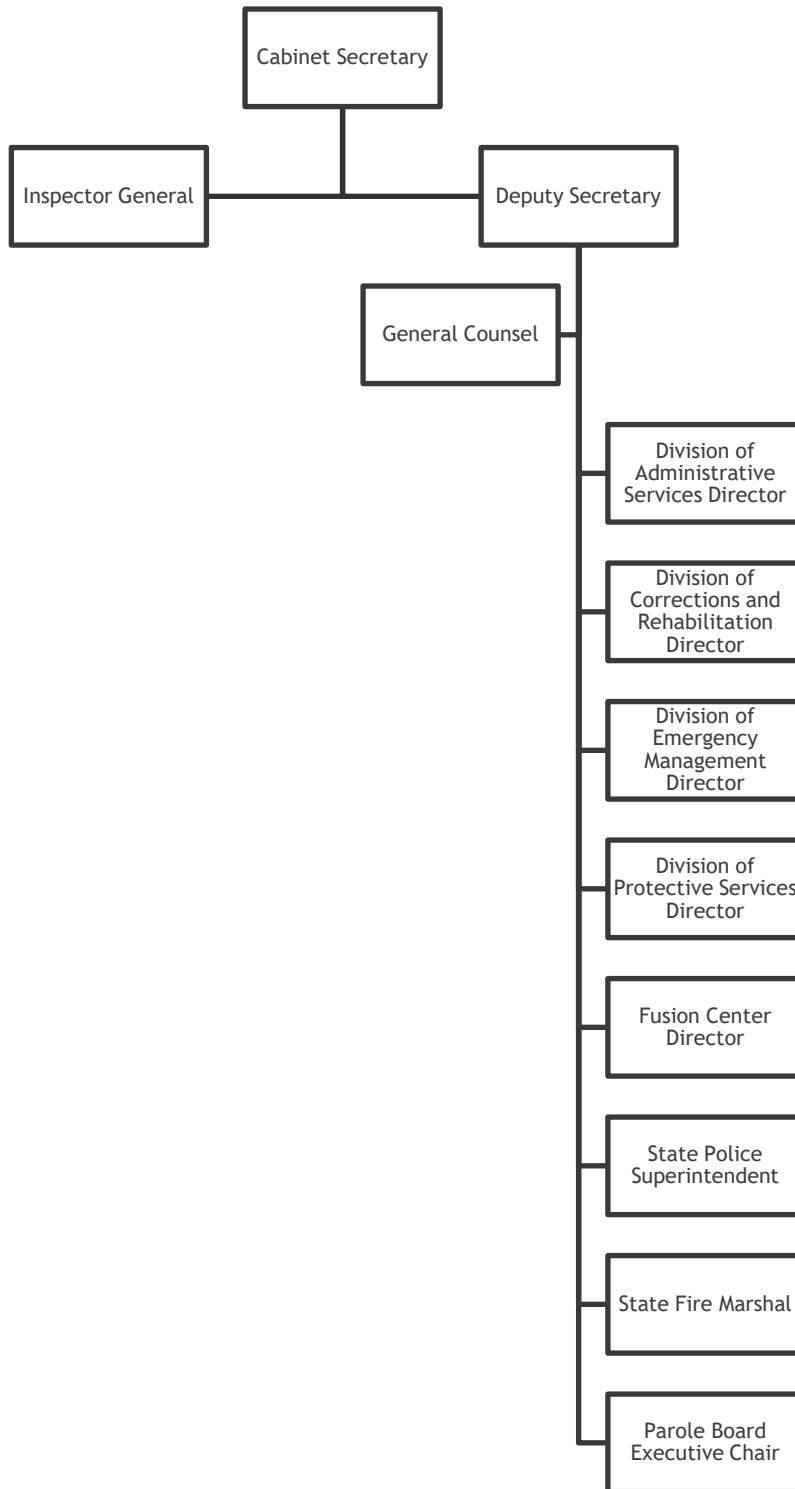 Cabinet Secretary
Inspector General
Deputy Secretary
General Counsel
Division of
Administrative
Services Director
Division of
Corrections and
Rehabilitation
Director
Division of
Emergency
Management
Director
Division of
Protective Services
Director
Fusion Center
Director
State Police
Superintendent
State Fire Marshal
Parole Board
Executive Chair